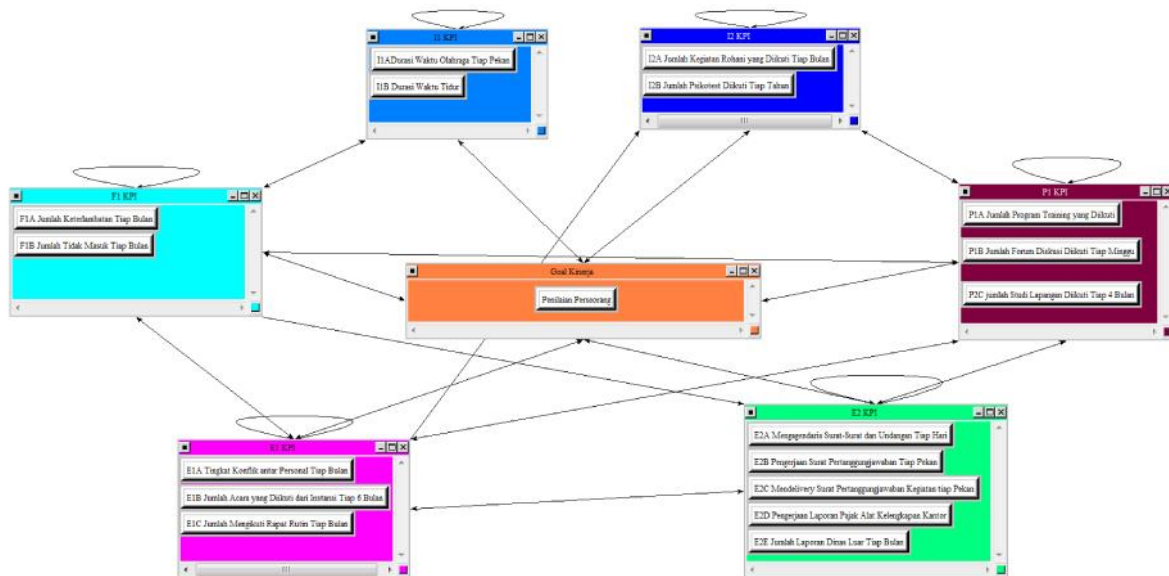 I1 KPI
I1ADurasi Waktu Olahraga Tiap Pekan
I1B Durasi Waktu Tidur
I2 KPI
I2A Jumlah Kegiatan Rohani yang Diikuti Tiap Bulan
I2B Jumlah Psikotest Diikuti Tiap Tahun
F1 KPI
F1A Jumlah Keterlambatan Tiap Bulan
F1B Jumlah Tidak Masuk Tiap Bulan
P1 KPI
P1A Jumlah Program Training yang Diikuti
P1B Jumlah Forum Diskusi Diikuti Tiap Minggu
P2C jumlah Studi Lapangan Diikuti Tiap 4 Bulan
Goal Kinerja
Penilaian Perseorang
E1 KPI
E1A Tingkat Konflik antar Personal Tiap Bulan
E1B Jumlah Acara yang Diikuti dari Instansi Tiap 6 Bulan
E1C Jumlah Mengikuti Rapat Rutin Tiap Bulan
E2 KPI
E2A Mengagendaris Surat-Surat dan Undangan Tiap Hari
E2B Pengerjaan Surat Pertanggungjawaban Tiap Pekan
E2C Mendelivery Surat Pertanggungjawaban Kegiatan tiap Pekan
E2D Pengerjaan Laporan Pajak Alat Kelengkapan Kantor
E2E Jumlah Laporan Dinas Luar Tiap Bulan